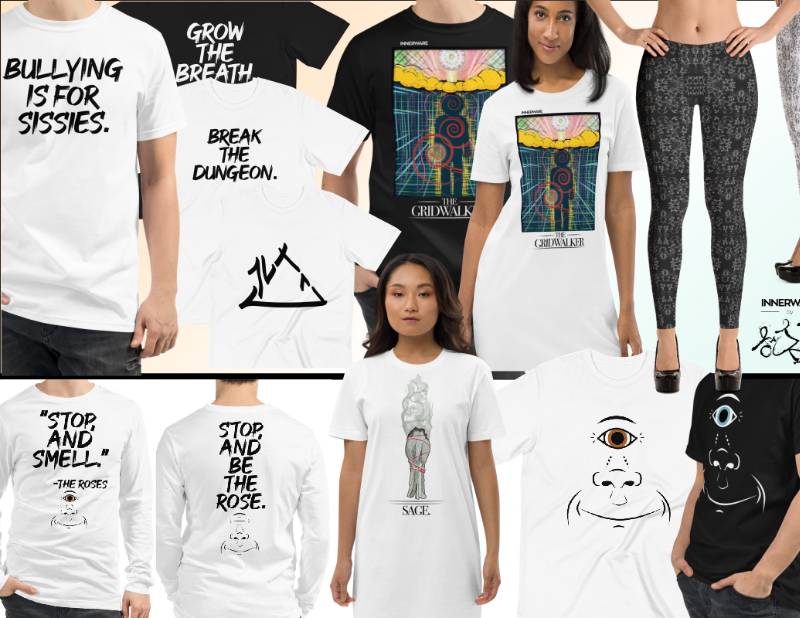 BULLYING
IS FOR
SISSIES.
GROW
THE
BREATH.
BREAK
THE
DUNGEON.
INNERWARE
THE
GRIDWALKER
INNERWARE
THE
GRIDWALKER
INNERWA
by
"STOP,
AND
SMELL."
-THE ROSES
STOP,
AND
BE
THE
ROSE.
SAGE.